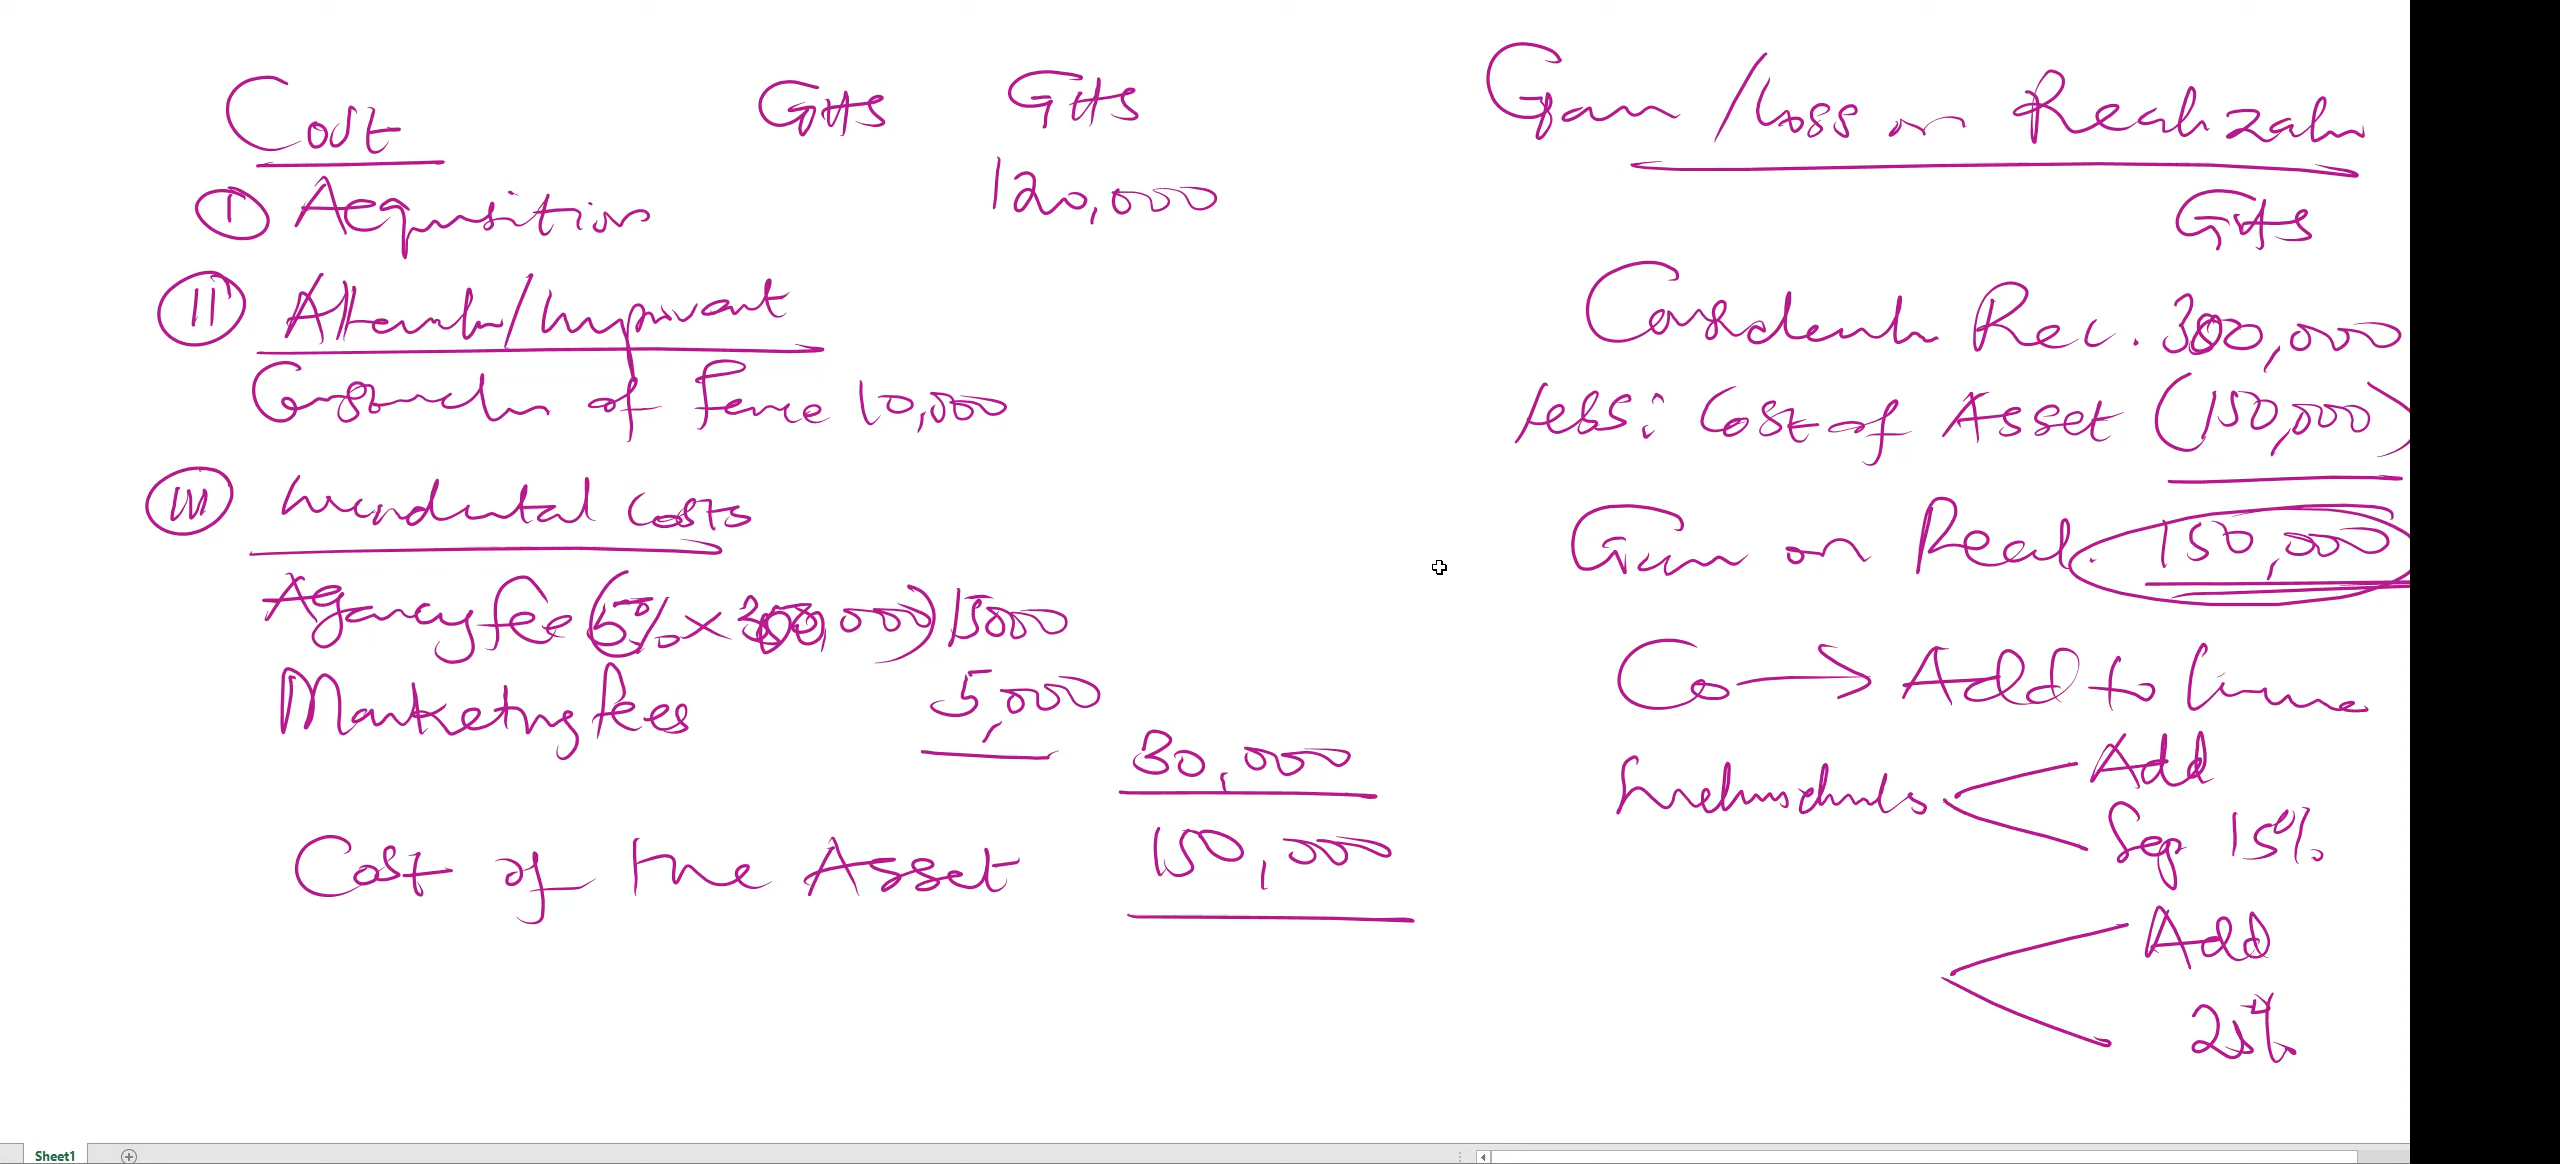 Cost GHS GHS
I Acquisition 120,000
II Alteration/Improvement
Construction of Fence 10,000
III Incidental Costs
Agency fee (5% x 300,000) 15000
Marketing fees 5,000
30,000
Cost of the Asset 150,000
Gain/Loss on Realization
GHS
Consideration Rec. 300,000
Less: Cost of Asset (150,000)
Gain on Real. 150,000
Co → Add to Income
Individuals Add
Sep 15%
Add
25%
Sheet1